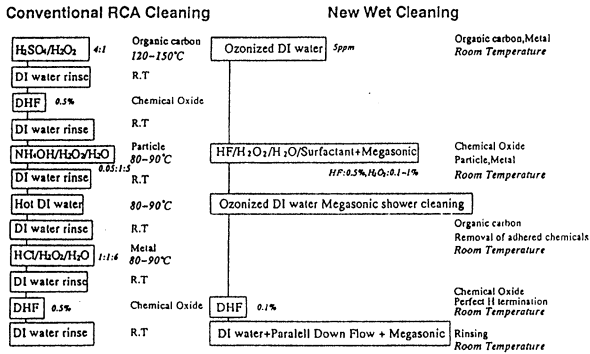 Conventional RCA Cleaning
H₂SO₄/H₂O₂ 4:1 Organic carbon
120-150℃
DI water rinse R.T
DHF 0.5% Chemical Oxide
DI water rinse R.T
NH₄OH/H₂O₂/H₂O Particle
80-90℃
0.05:1:5
DI water rinse R.T
Hot DI water 80-90℃
DI water rinse R.T
HCl/H₂O₂/H₂O 1:1:6 Metal
80-90℃
DI water rinse R.T
DHF 0.5% Chemical Oxide
DI water rinse R.T
New Wet Cleaning
Ozonized DI water 5ppm Organic carbon,Metal
Room Temperature
HF/H₂O₂/H₂O/Surfactant+Megasonic Chemical Oxide
Particle,Metal
HF:0.5%,H₂O₂:0.1-1% Room Temperature
Ozonized DI water Megasonic shower cleaning
Organic carbon
Removal of adhered chemicals
Room Temperature
DHF 0.1% Chemical Oxide
Perfect H termination
Room Temperature
DI water+Paralell Down Flow + Megasonic Rinsing
Room Temperature